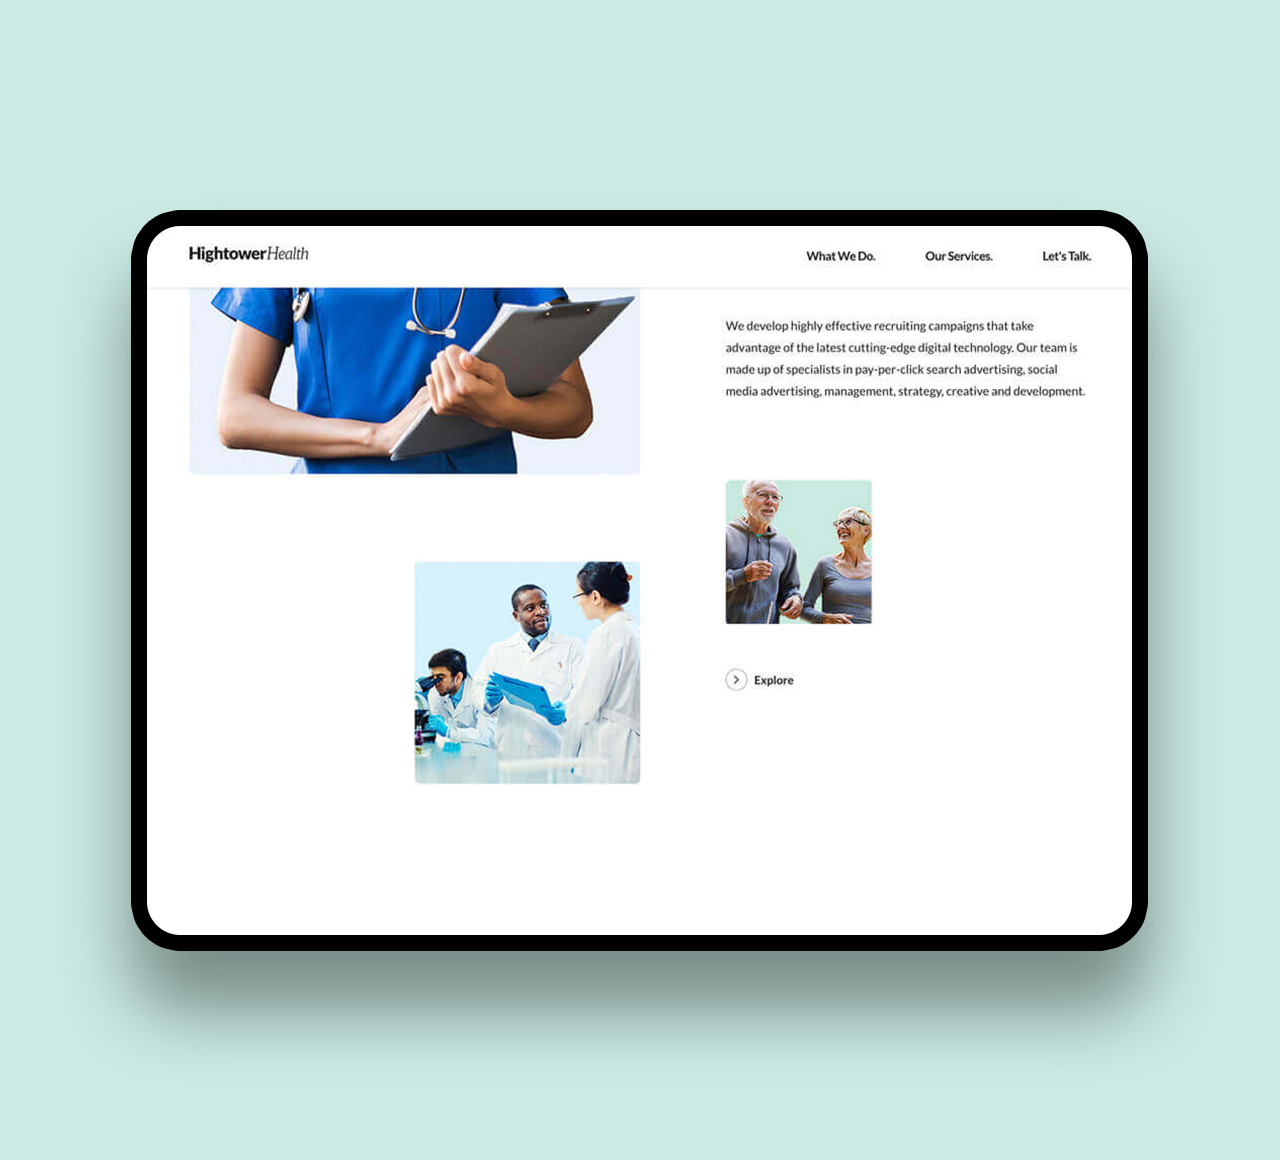 HightowerHealth
What We Do.
Our Services.
Let's Talk.
We develop highly effective recruiting campaigns that take
advantage of the latest cutting-edge digital technology. Our team is
made up of specialists in pay-per-click search advertising, social
media advertising, management, strategy, creative and development.
Explore